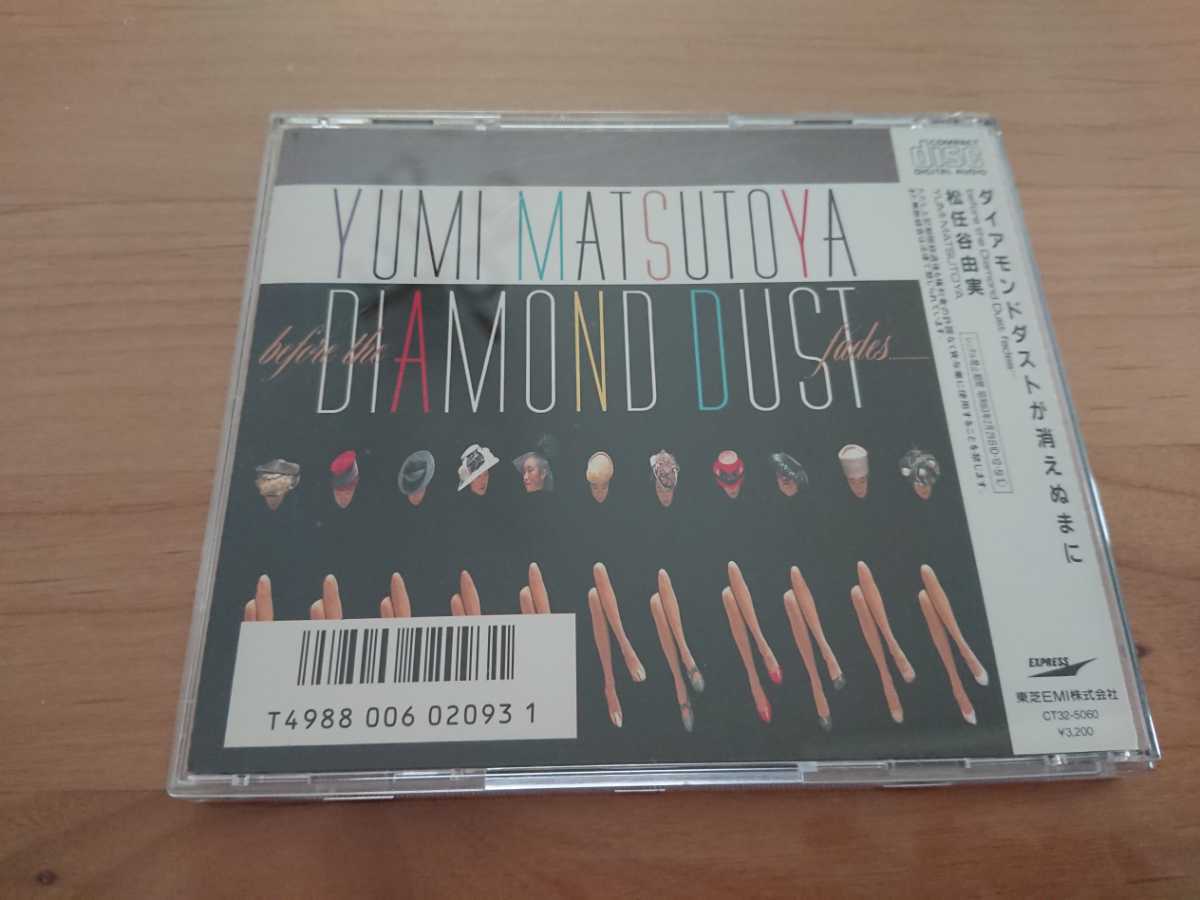 YUMI MATSUTOYA
before the DIAMOND DUST fades......
T4988 006 02093 1
COMPACT
disc
DIGITAL AUDIO
ダイアモンドダストが消えぬまに
before the Diamond Dust fades...
松任谷由実
YUMI MATSUTOYA
EXPRESS
東芝EMI株式会社
CT32-5060
¥3,200